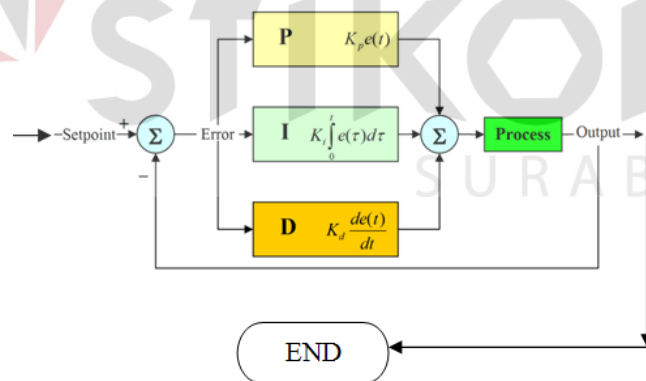 STIKOM
SURAB
P K_p e(t)
–Setpoint + Σ Error I K_i ∫_0^t e(τ)dτ Σ Process Output
–
D K_d de(t)/dt
END